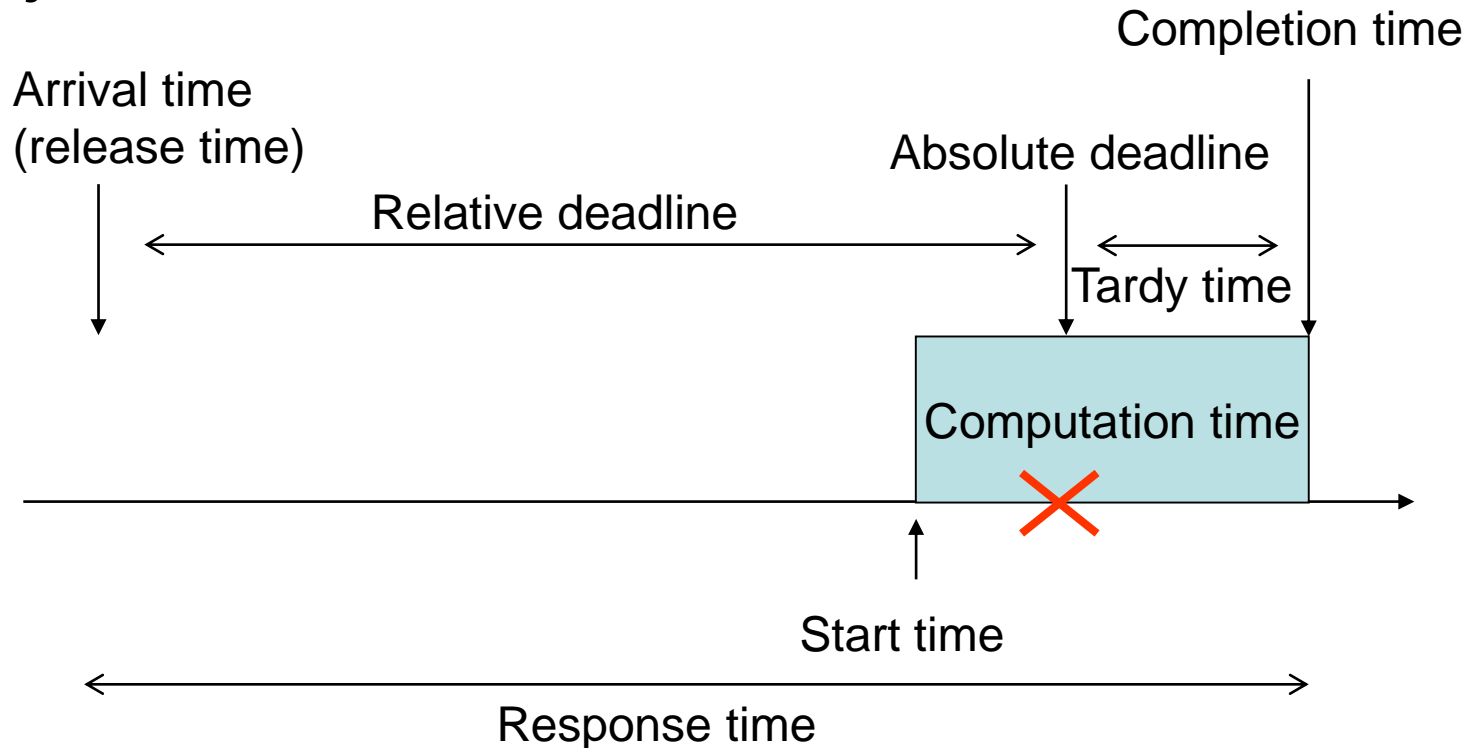 Completion time
Arrival time
(release time)
Absolute deadline
Relative deadline
Tardy time
Computation time
Start time
Response time